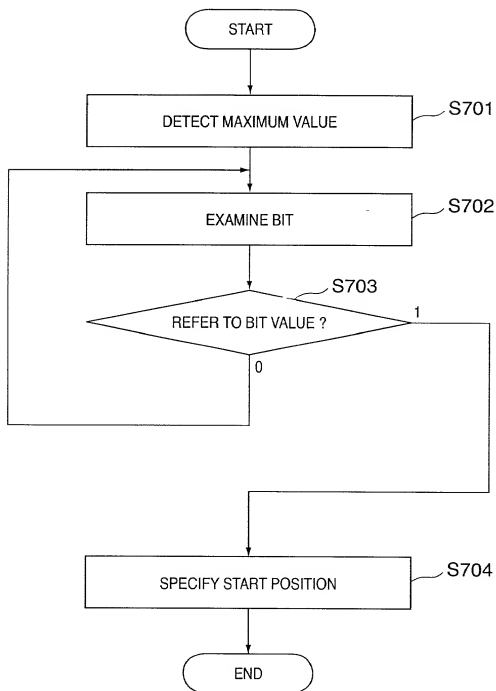 START
DETECT MAXIMUM VALUE
S701
EXAMINE BIT
S702
S703
REFER TO BIT VALUE ?
1
0
SPECIFY START POSITION
S704
END